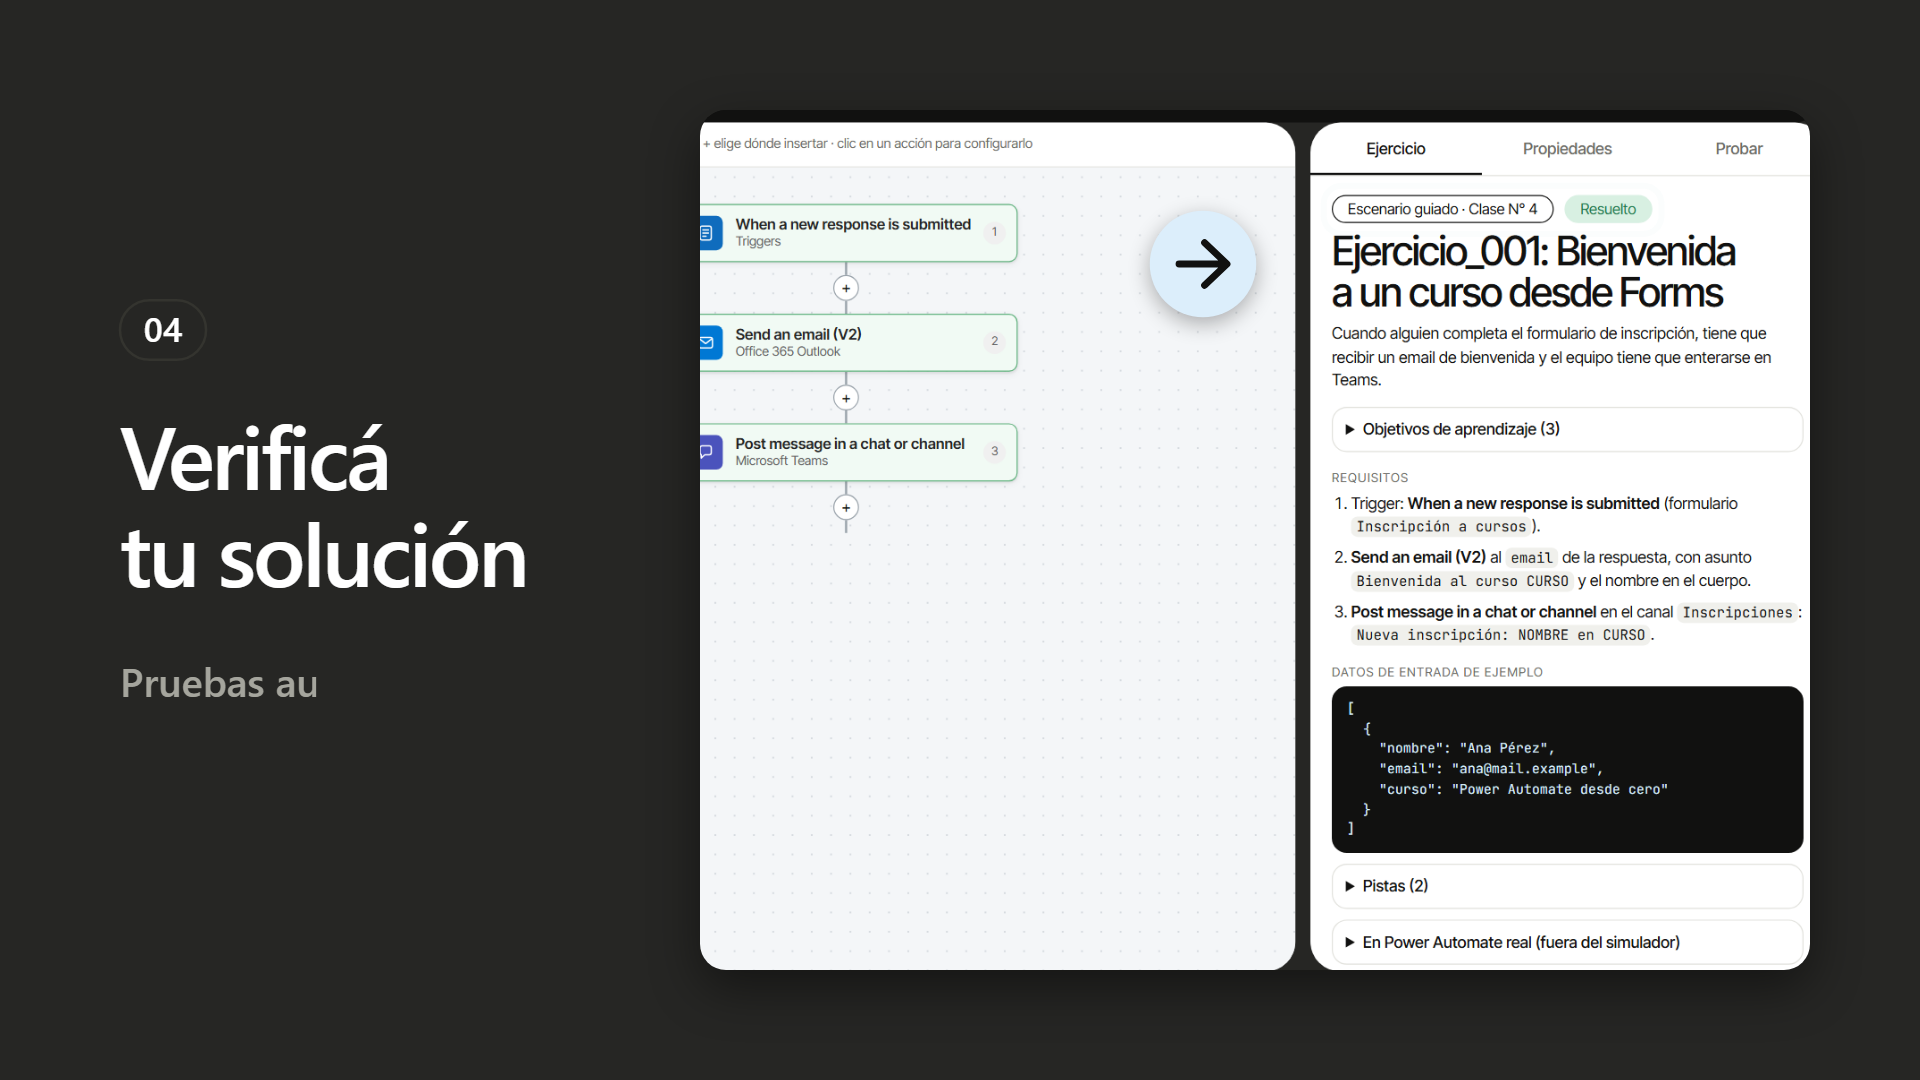 04
Verificá
tu solución
Pruebas au
+ elige dónde insertar · clic en un acción para configurarlo
When a new response is submitted
Triggers
1
+
Send an email (V2)
Office 365 Outlook
2
+
Post message in a chat or channel
Microsoft Teams
3
+
Ejercicio
Propiedades
Probar
Escenario guiado · Clase N° 4
Resuelto
Ejercicio_001: Bienvenida
a un curso desde Forms
Cuando alguien completa el formulario de inscripción, tiene que
recibir un email de bienvenida y el equipo tiene que enterarse en
Teams.
▶ Objetivos de aprendizaje (3)
REQUISITOS
1. Trigger: When a new response is submitted (formulario
Inscripción a cursos ).
2. Send an email (V2) al email de la respuesta, con asunto
Bienvenida al curso CURSO y el nombre en el cuerpo.
3. Post message in a chat or channel en el canal Inscripciones :
Nueva inscripción: NOMBRE en CURSO .
DATOS DE ENTRADA DE EJEMPLO
[
{
"nombre": "Ana Pérez",
"email": "ana@mail.example",
"curso": "Power Automate desde cero"
}
]
▶ Pistas (2)
▶ En Power Automate real (fuera del simulador)